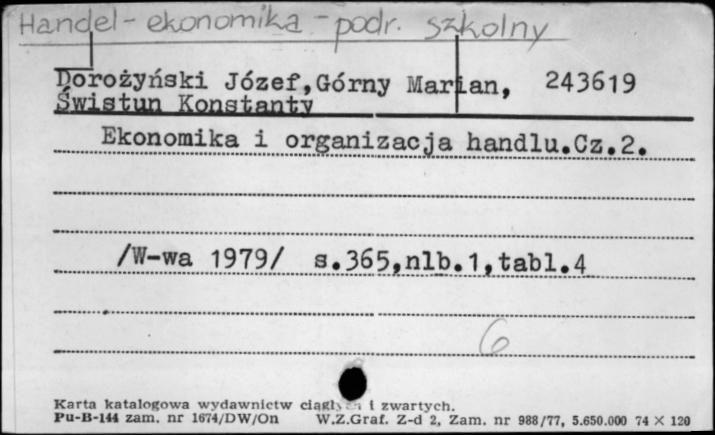 Handel - ekonomika - podr. szkolny
Dorożyński Józef,Górny Marian, 243619
Świstun Konstanty
Ekonomika i organizacja handlu.Cz.2.
/W-wa 1979/ s.365,nlb.1,tabl.4
6
Karta katalogowa wydawnictw i zwartych.
Pu-B-144 zam. nr 1674/DW/On W.Z.Graf. Z-d 2, Zam. nr 988/77, 5.650.000 74 × 120